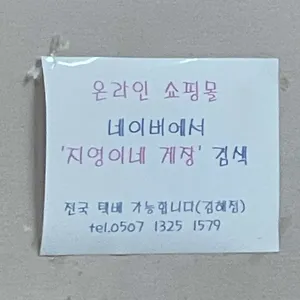 온라인 쇼핑몰
네이버에서
'지영이네 게장' 검색
전국 택배 가능합니다(김혜점)
tel.0507 1325 1579